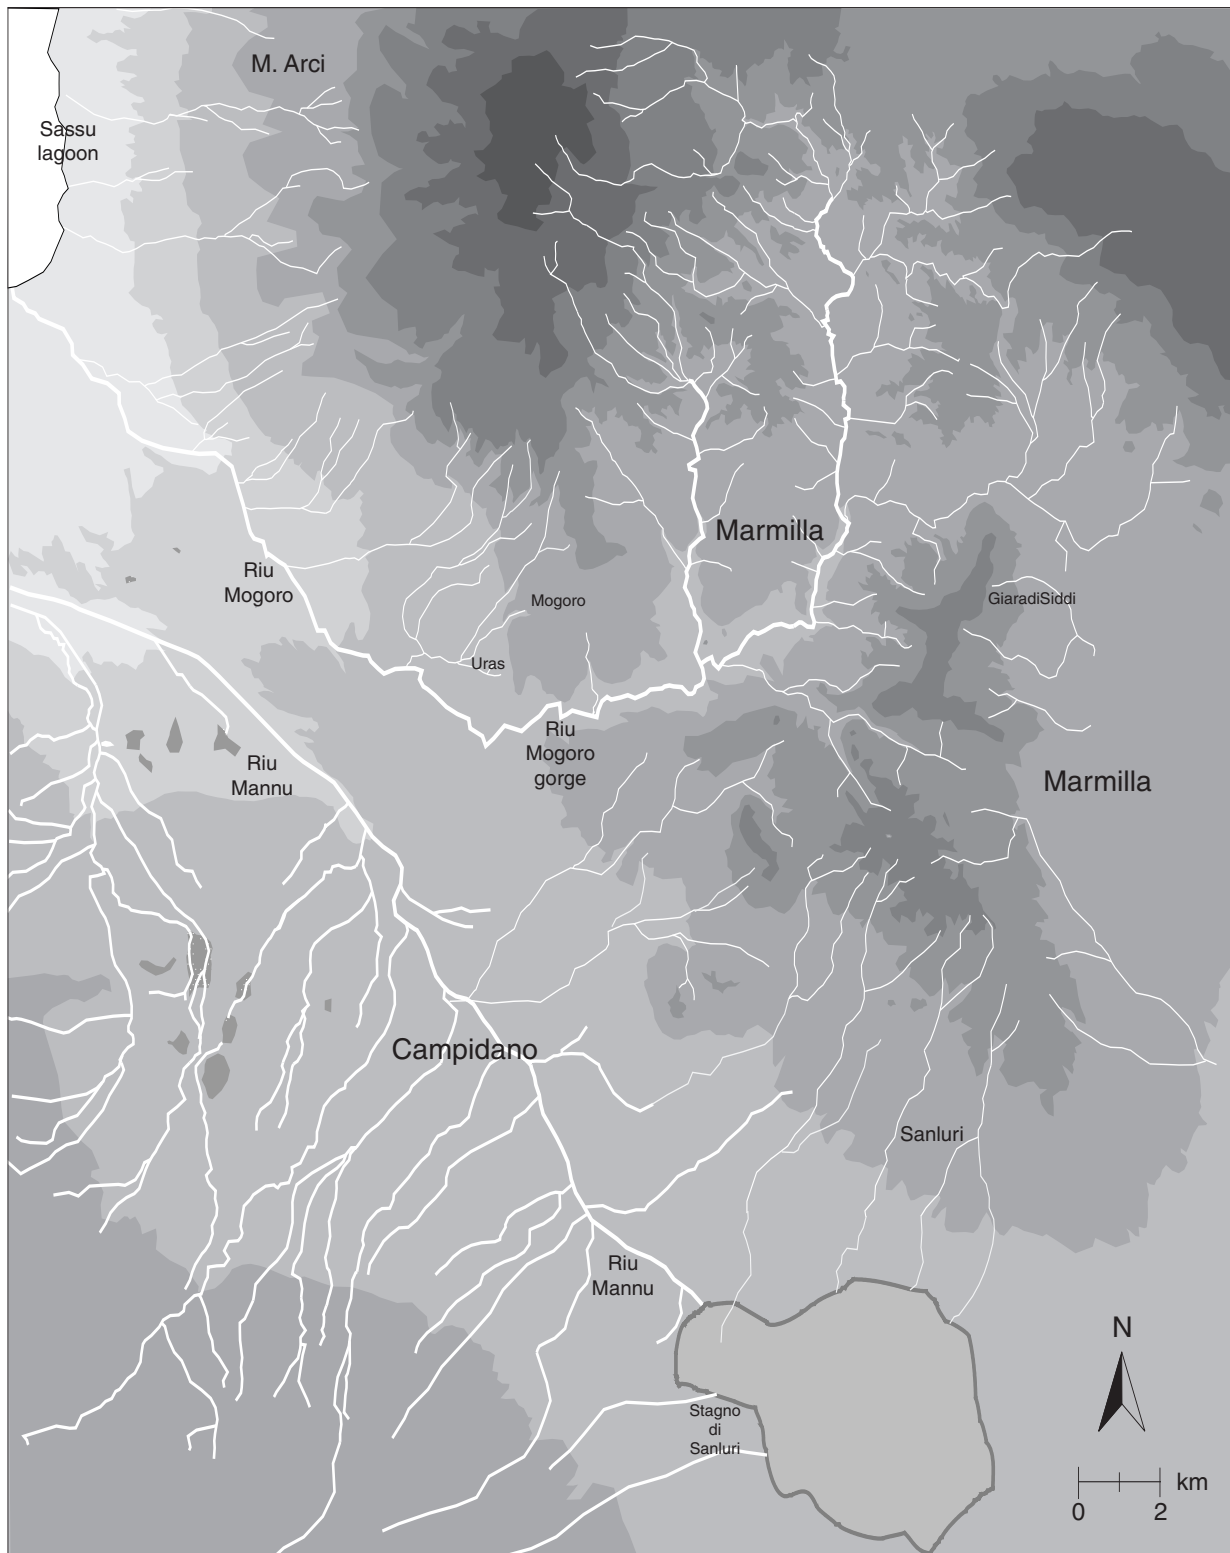 M. Arci
Sassu
lagoon
Marmilla
Riu
Mogoro
Mogoro
GiaradiSiddi
Uras
Riu
Mogoro
gorge
Riu
Mannu
Marmilla
Campidano
Sanluri
Riu
Mannu
N
Stagno
di
Sanluri
km
0 2